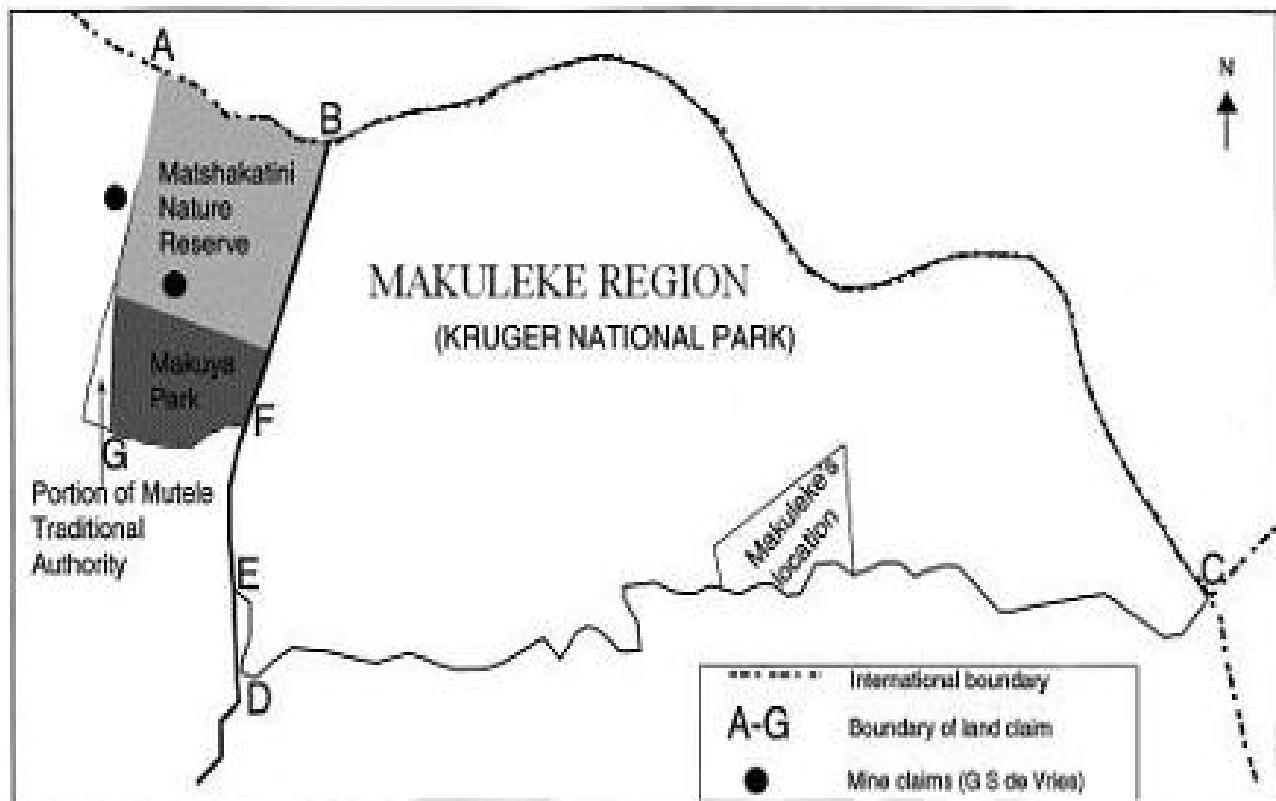 A
N
B
Matshakatini
Nature
Reserve
MAKULEKE REGION
(KRUGER NATIONAL PARK)
Makuya
Park
F
G
Portion of Mutele
Traditional
Authority
Makuleke's
location
E
C
D
International boundary
A-G
Boundary of land claim
Mine claims (G S de Vries)